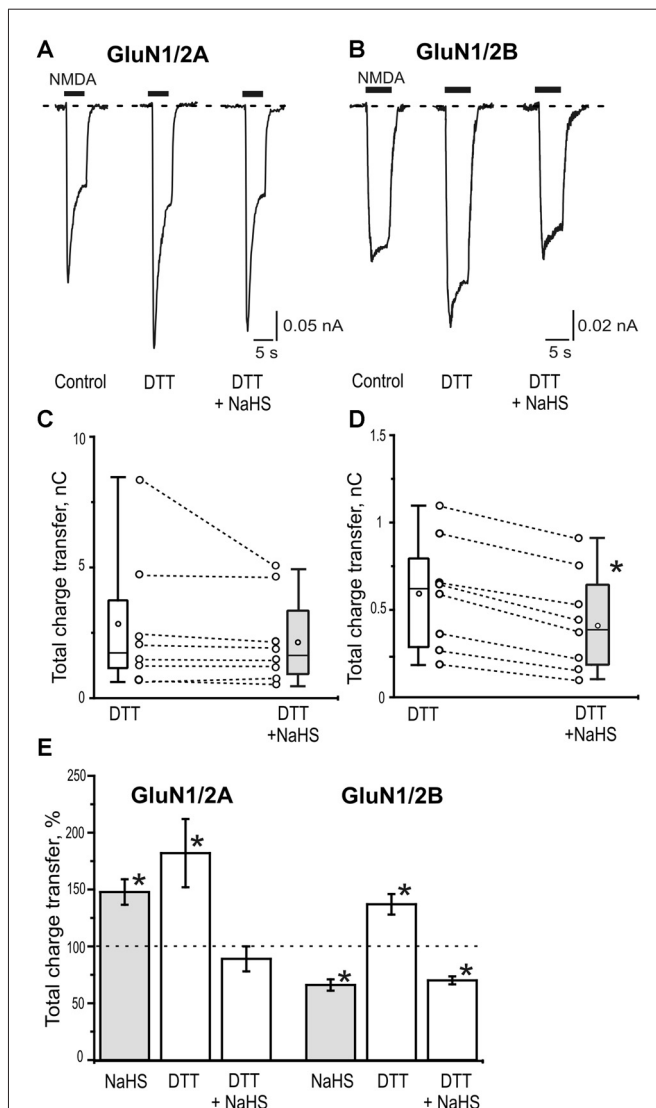 A
GluN1/2A
NMDA
0.05 nA
5 s
Control
DTT
DTT
+ NaHS
B
GluN1/2B
NMDA
0.02 nA
5 s
Control
DTT
DTT
+ NaHS
C
Total charge transfer, nC
10
5
0
DTT
DTT
+NaHS
D
Total charge transfer, nC
1.5
1
0.5
0
*
DTT
DTT
+NaHS
E
Total charge transfer, %
250
200
150
100
50
0
GluN1/2A
GluN1/2B
* * * * *
NaHS
DTT
DTT
+ NaHS
NaHS
DTT
DTT
+ NaHS